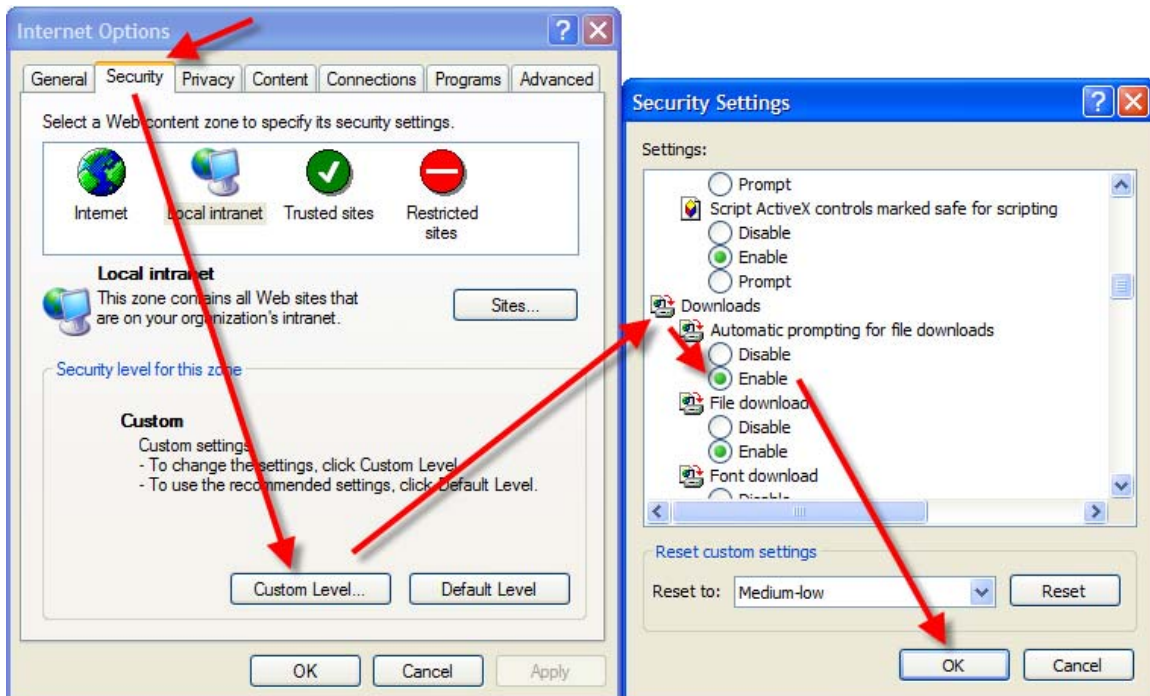 Internet Options
General Security Privacy Content Connections Programs Advanced
Select a Web content zone to specify its security settings.
Internet Local intranet Trusted sites Restricted sites
Local intranet
This zone contains all Web sites that
are on your organization's intranet.
Sites...
Security level for this zone
Custom
Custom settings
- To change the settings, click Custom Level.
- To use the recommended settings, click Default Level.
Custom Level... Default Level
OK Cancel Apply
Security Settings
Settings:
Prompt
Script ActiveX controls marked safe for scripting
Disable
Enable
Prompt
Downloads
Automatic prompting for file downloads
Disable
Enable
File download
Disable
Enable
Font download
Disable
Reset custom settings
Reset to: Medium-low Reset
OK Cancel